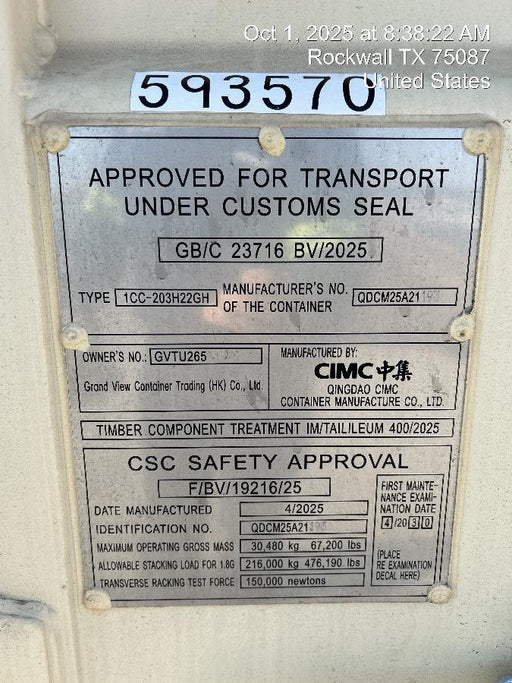 Oct 1, 2025 at 8:38:22 AM
Rockwall TX 75087
United States
593570
APPROVED FOR TRANSPORT
UNDER CUSTOMS SEAL
GB/C 23716 BV/2025
TYPE 1CC-203H22GH MANUFACTURER'S NO. OF THE CONTAINER QDCM25A21
OWNER'S NO.: GVTU265
Grand View Container Trading (HK) Co., Ltd.
MANUFACTURED BY:
CIMC中集
QINGDAO CIMC
CONTAINER MANUFACTURE CO., LTD.
TIMBER COMPONENT TREATMENT IM/TAILILEUM 400/2025
CSC SAFETY APPROVAL
F/BV/19216/25
DATE MANUFACTURED 4/2025
IDENTIFICATION NO. QDCM25A21
MAXIMUM OPERATING GROSS MASS 30,480 kg 67,200 lbs
ALLOWABLE STACKING LOAD FOR 1.8G 216,000 kg 476,190 lbs
TRANSVERSE RACKING TEST FORCE 150,000 newtons
FIRST MAINTE-
NANCE EXAMI-
NATION DATE
4/2030
(PLACE
RE EXAMINATION
DECAL HERE)